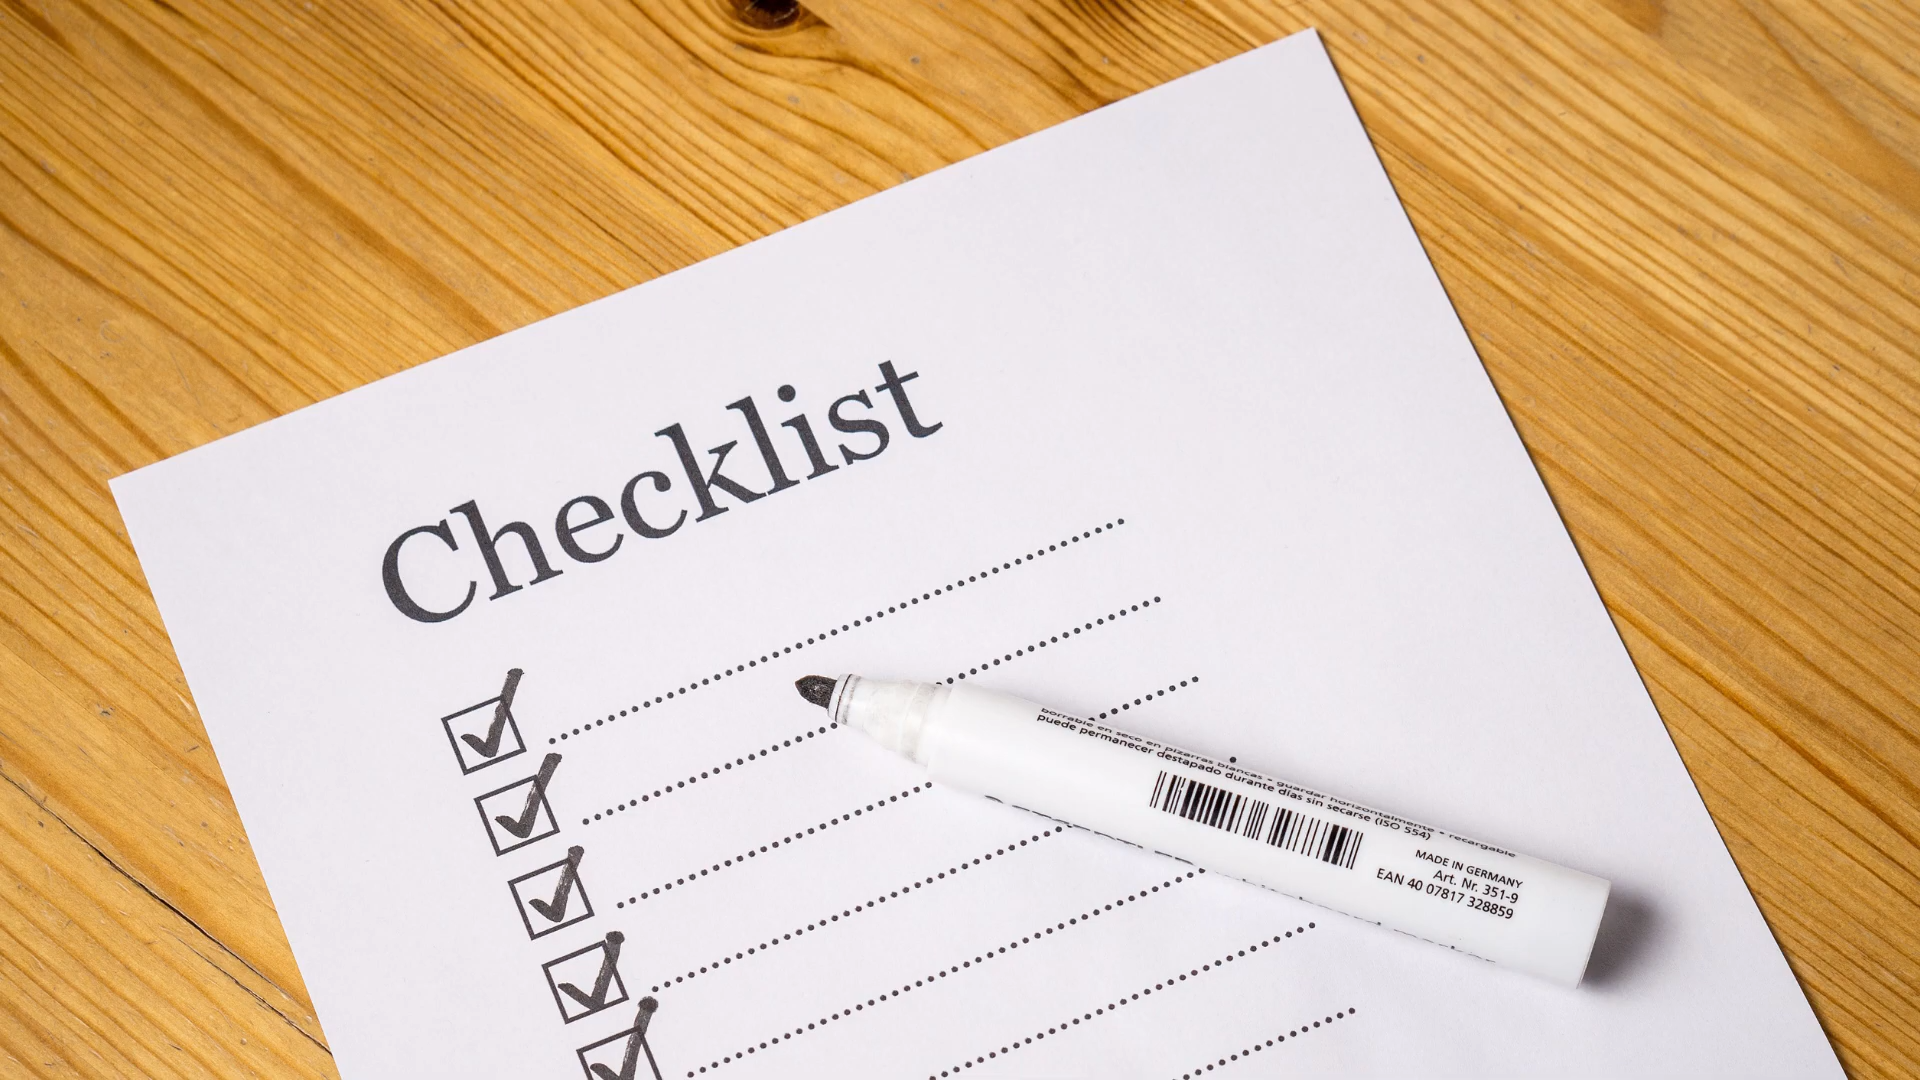 Checklist
borrable en seco en pizarras blancas • guardar horizontalmente • recargable
puede permanecer destapado durante días sin secarse (ISO 554)
MADE IN GERMANY
Art. Nr. 351-9
EAN 40 07817 328859